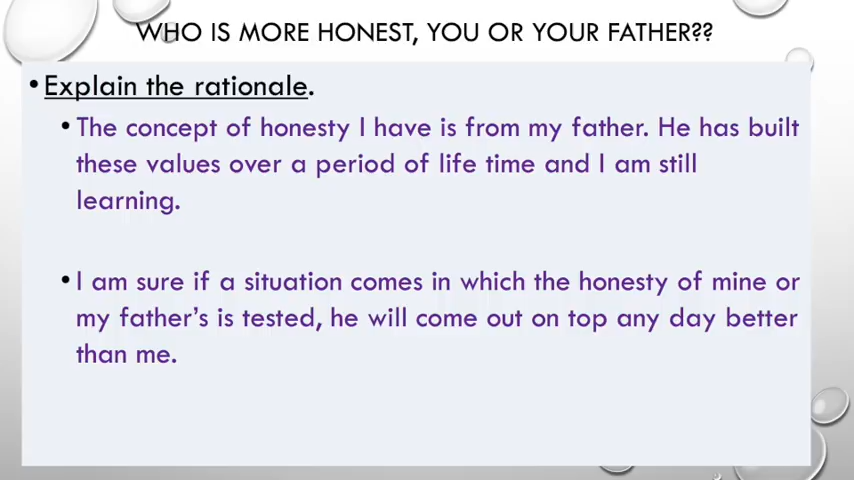 WHO IS MORE HONEST, YOU OR YOUR FATHER??
•Explain the rationale.
•The concept of honesty I have is from my father. He has built
these values over a period of life time and I am still
learning.
•I am sure if a situation comes in which the honesty of mine or
my father's is tested, he will come out on top any day better
than me.